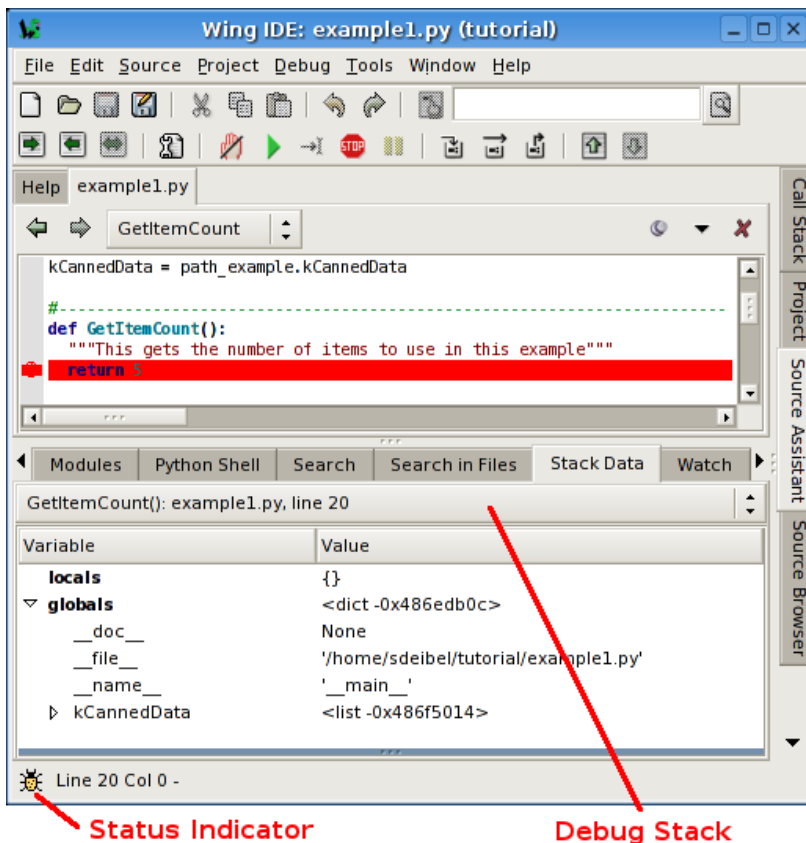 Wing IDE: example1.py (tutorial)
File Edit Source Project Debug Tools Window Help
STOP
Help example1.py
GetItemCount
kCannedData = path_example.kCannedData
#------------------------------------------------------------------------
def GetItemCount():
"""This gets the number of items to use in this example"""
return 5
Modules Python Shell Search Search in Files Stack Data Watch
GetItemCount(): example1.py, line 20
Variable Value
locals {}
globals <dict -0x486edb0c>
__doc__ None
__file__ '/home/sdeibel/tutorial/example1.py'
__name__ '__main__'
kCannedData <list -0x486f5014>
Line 20 Col 0 -
Call Stack
Project
Source Assistant
Source Browser
Status Indicator
Debug Stack